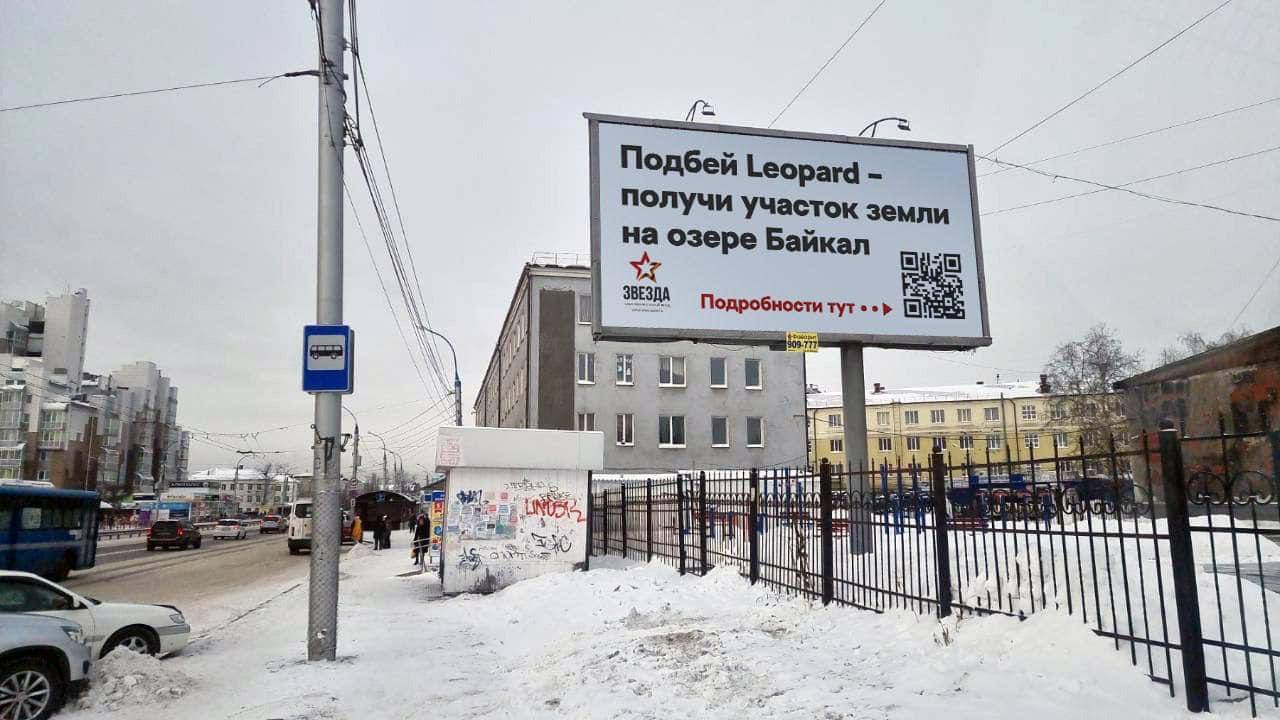 Подбей Leopard –
получи участок земли
на озере Байкал
ЗВЕЗДА
Подробности тут
909-777